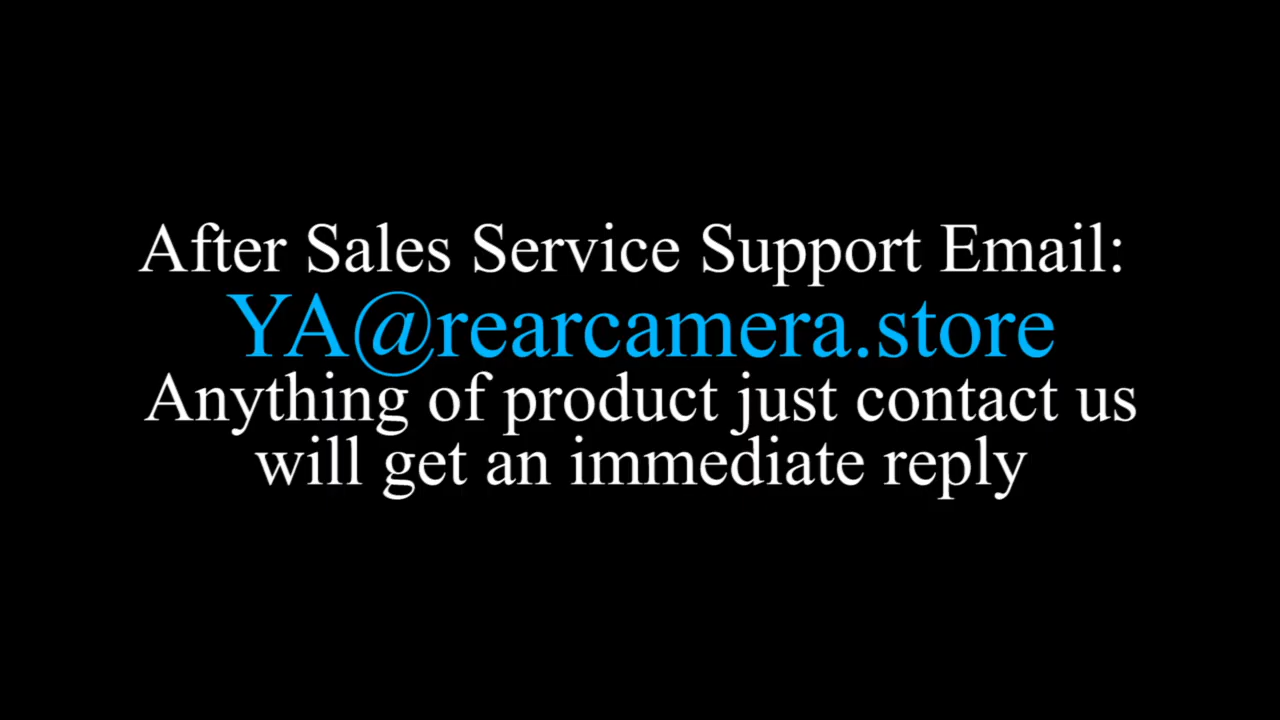 After Sales Service Support Email:
YA@rearcamera.store
Anything of product just contact us
will get an immediate reply